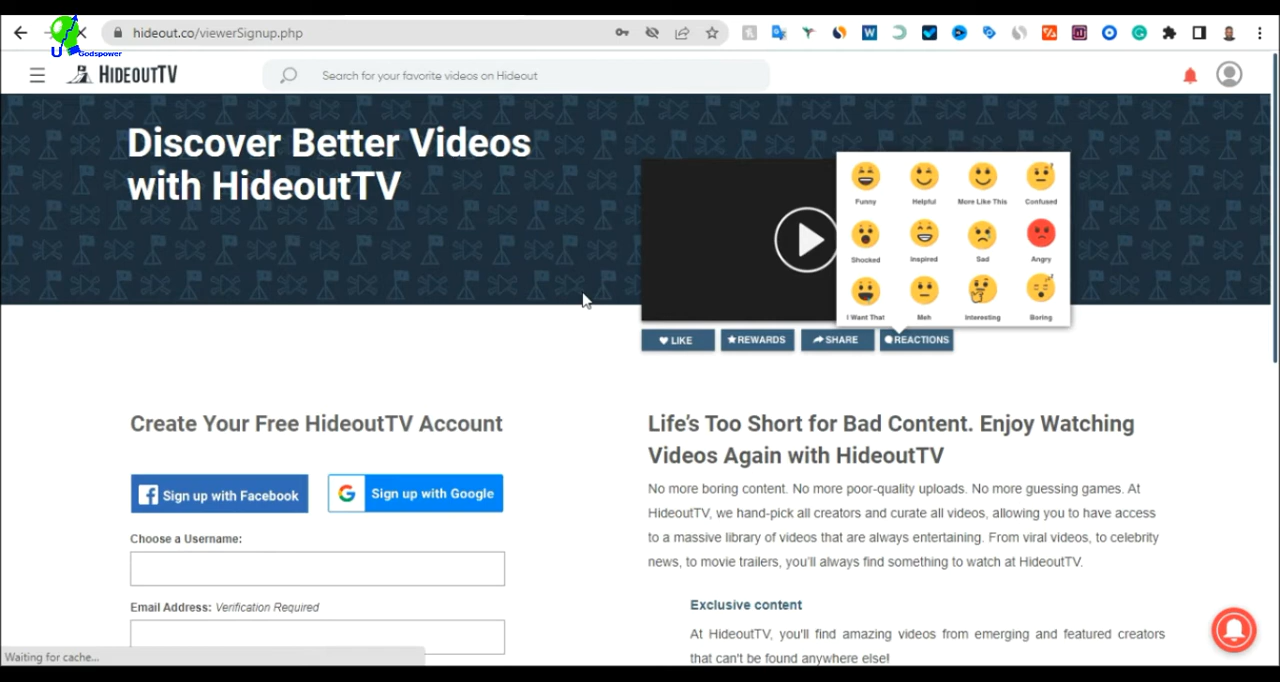 U
Godspower
hideout.co/viewerSignup.php
HIDEOUTTV
Search for your favorite videos on Hideout
Discover Better Videos
with HideoutTV
Funny Helpful More Like This Confused
Shocked Inspired Sad Angry
I Want That Meh Interesting Boring
LIKE REWARDS SHARE REACTIONS
Create Your Free HideoutTV Account
Sign up with Facebook
Sign up with Google
Choose a Username:
Email Address: Verification Required
Life's Too Short for Bad Content. Enjoy Watching
Videos Again with HideoutTV
No more boring content. No more poor-quality uploads. No more guessing games. At
HideoutTV, we hand-pick all creators and curate all videos, allowing you to have access
to a massive library of videos that are always entertaining. From viral videos, to celebrity
news, to movie trailers, you'll always find something to watch at HideoutTV.
Exclusive content
At HideoutTV, you'll find amazing videos from emerging and featured creators
that can't be found anywhere else!
Waiting for cache...